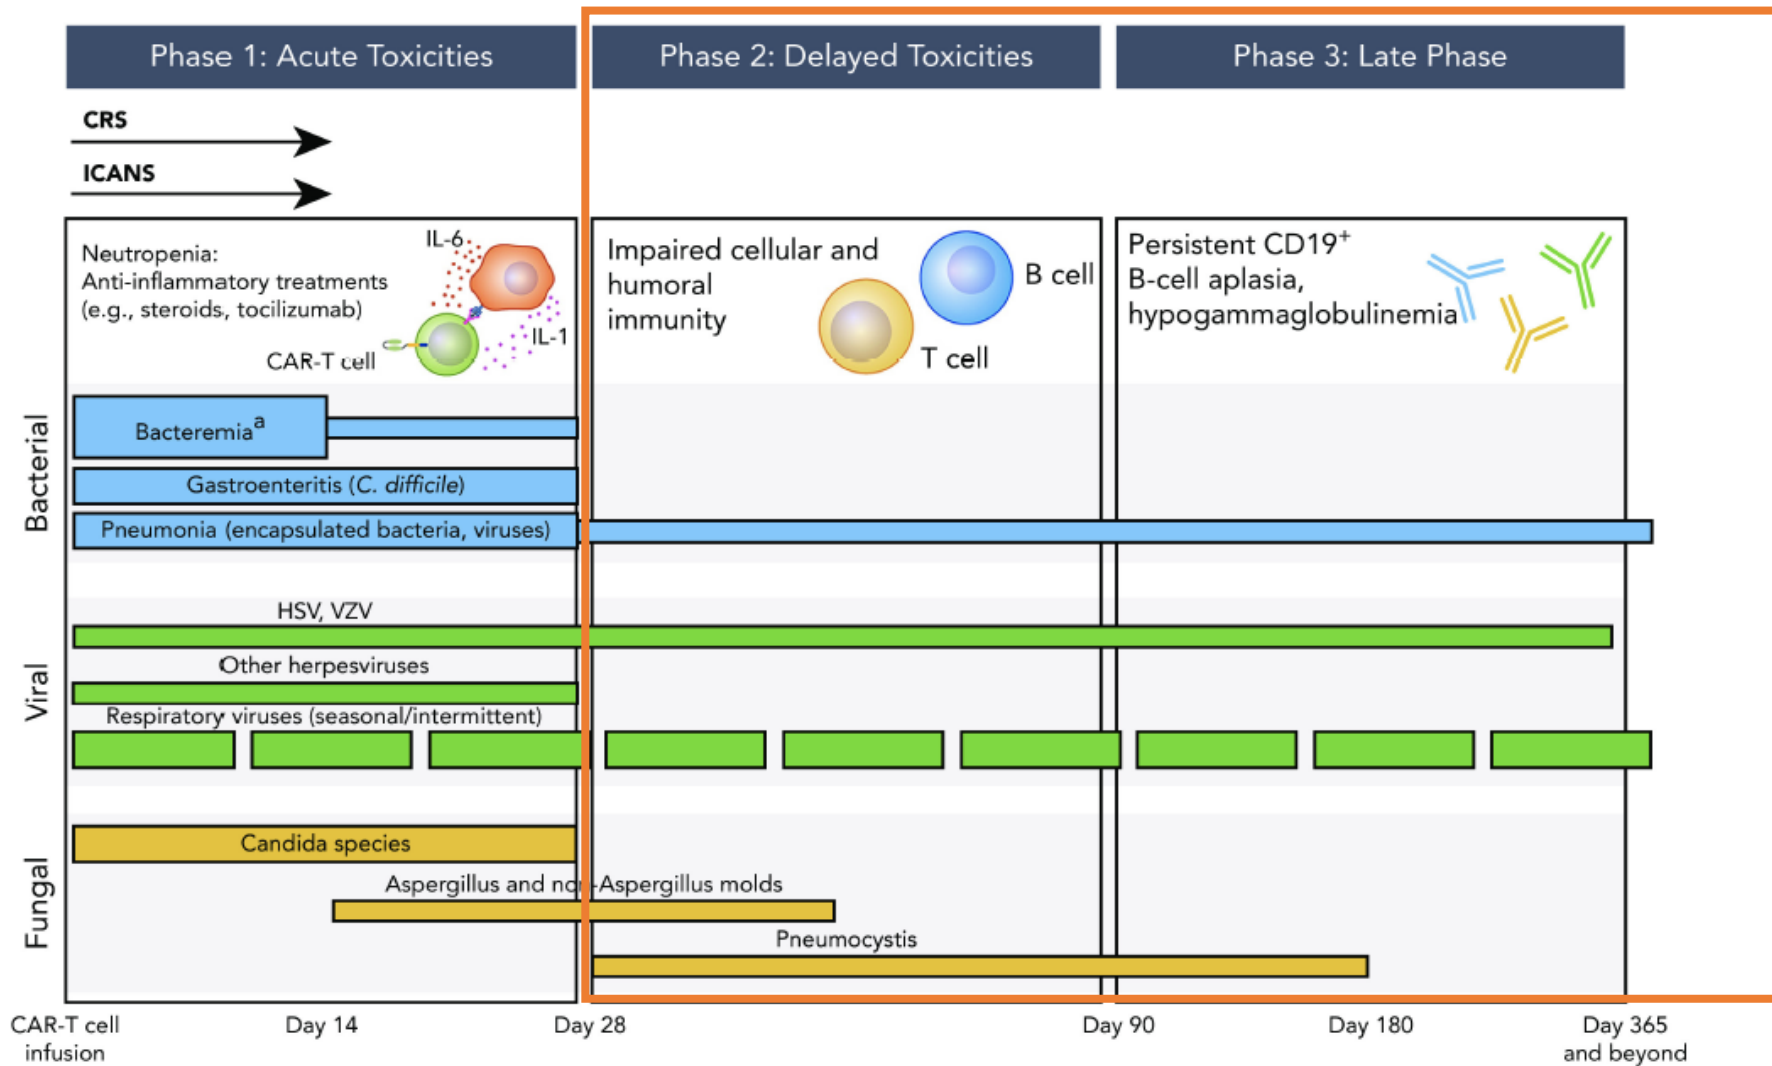 Phase 1: Acute Toxicities
Phase 2: Delayed Toxicities
Phase 3: Late Phase
CRS
ICANS
Neutropenia:
Anti-inflammatory treatments
(e.g., steroids, tocilizumab)
IL-6
IL-1
CAR-T cell
Impaired cellular and
humoral
immunity
B cell
T cell
Persistent CD19⁺
B-cell aplasia,
hypogammaglobulinemia
Bacterial
Bacteremiaᵃ
Gastroenteritis (C. difficile)
Pneumonia (encapsulated bacteria, viruses)
Viral
HSV, VZV
Other herpesviruses
Respiratory viruses (seasonal/intermittent)
Fungal
Candida species
Aspergillus and non-Aspergillus molds
Pneumocystis
CAR-T cell
infusion
Day 14
Day 28
Day 90
Day 180
Day 365
and beyond